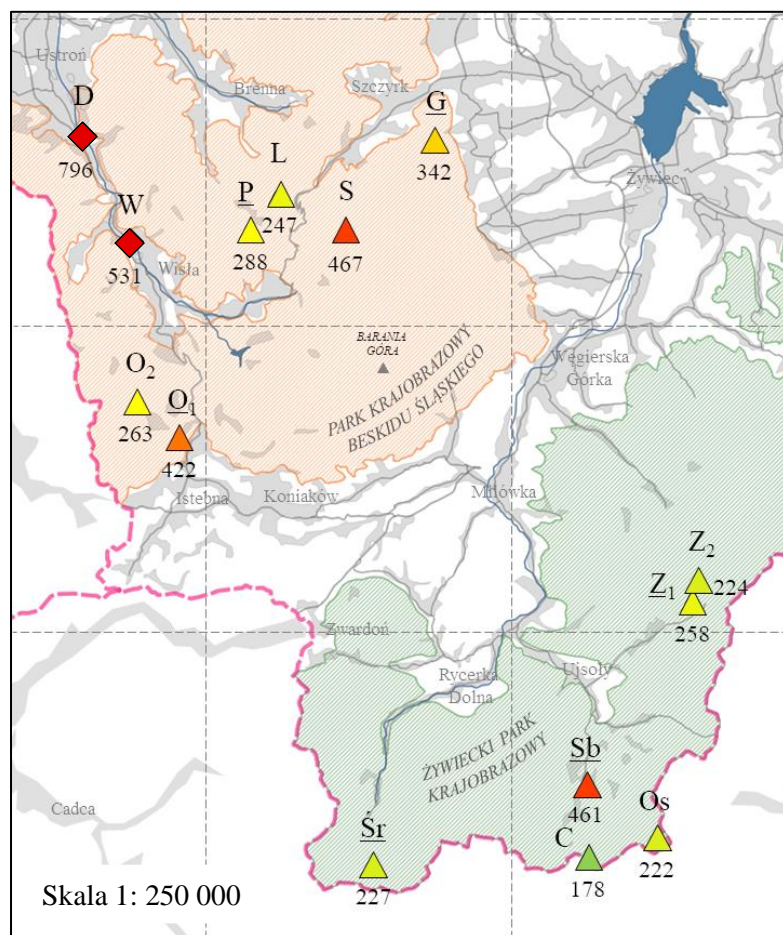 Ustroń
D
796
Brenna
Szczyrk
G
342
L
247
P
288
S
467
Żywiec
W
531
Wisła
BARANIA
GÓRA
PARK KRAJOBRAZOWY
BESKIDU ŚLĄSKIEGO
Węgierska
Górka
O2
263
O1
422
Istebna
Koniaków
Milówka
Z2
224
Z1
258
Zwardoń
Rycerka
Dolna
Ujsoły
ŻYWIECKI PARK
KRAJOBRAZOWY
Sb
461
Os
222
C
178
Cadca
Śr
227
Skala 1: 250 000